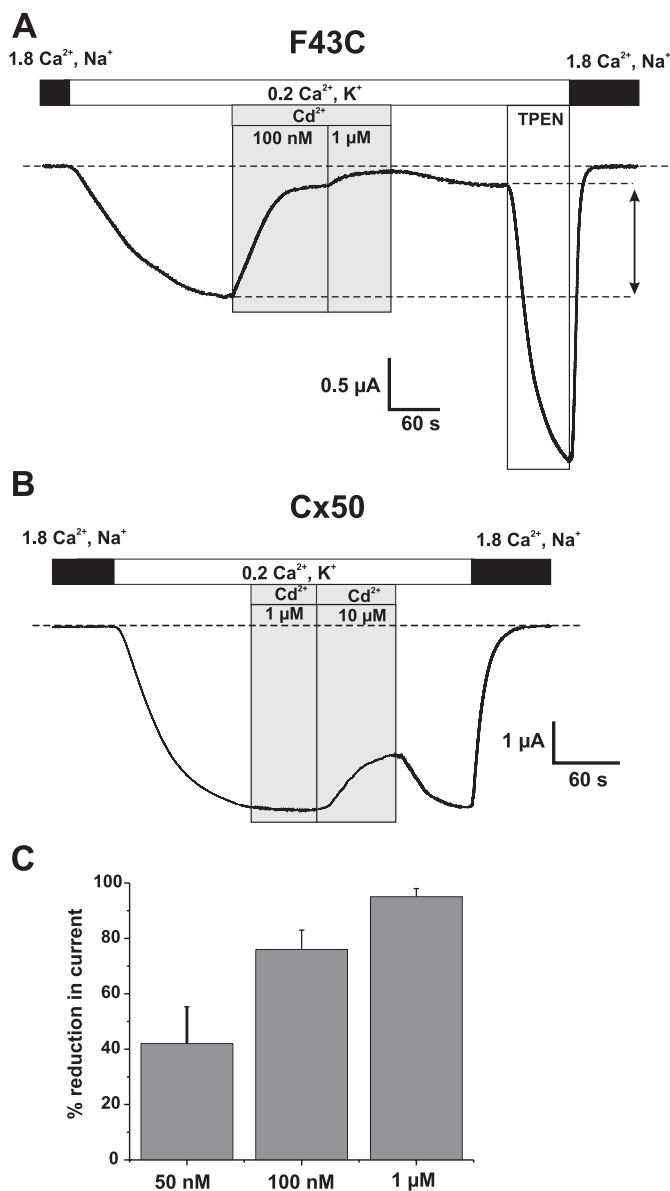 A
F43C
1.8 Ca²⁺, Na⁺
1.8 Ca²⁺, Na⁺
0.2 Ca²⁺, K⁺
Cd²⁺
100 nM
1 µM
TPEN
0.5 µA
60 s
B
Cx50
1.8 Ca²⁺, Na⁺
1.8 Ca²⁺, Na⁺
0.2 Ca²⁺, K⁺
Cd²⁺
Cd²⁺
1 µM
10 µM
1 µA
60 s
C
% reduction in current
100
80
60
40
20
0
50 nM
100 nM
1 µM